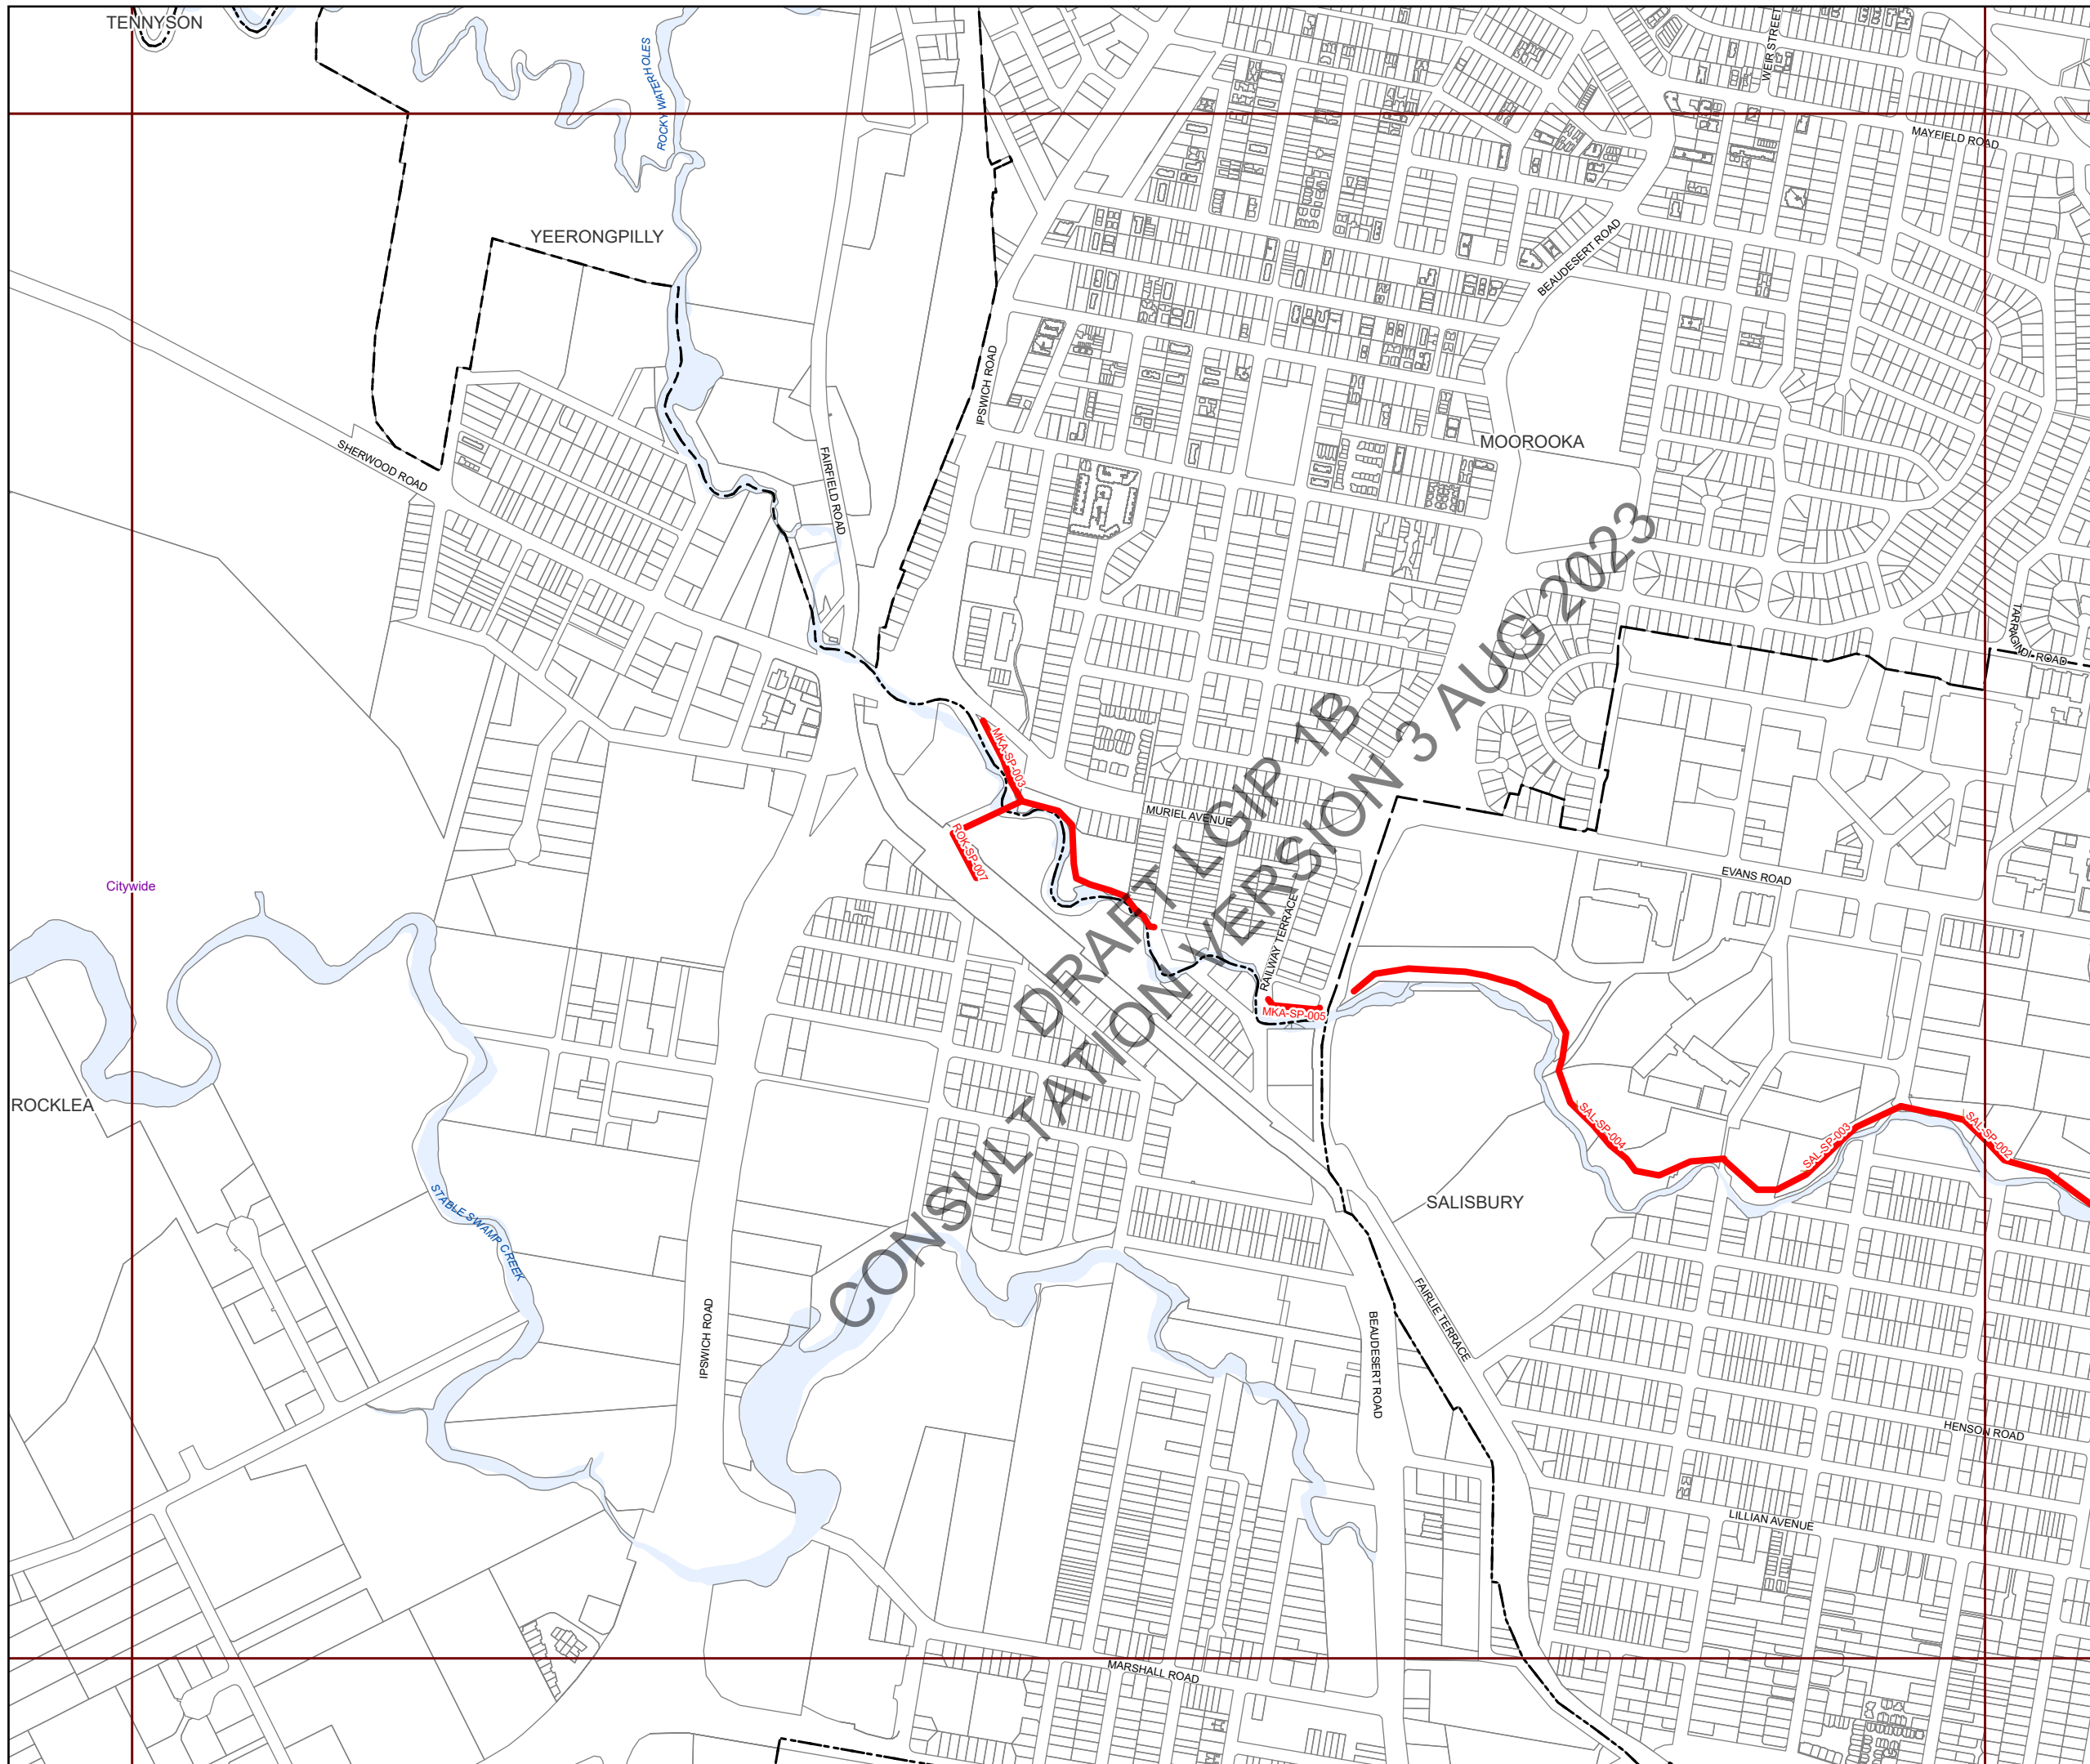 TENNYSON
ROCKY WATERHOLES
WEIR STREET
MAYFIELD ROAD
YEERONGPILLY
BEAUDESERT ROAD
IPSWICH ROAD
MOOROOKA
SHERWOOD ROAD
FAIRFIELD ROAD
TARRAGINDI ROAD
MKA-SP-003
MURIEL AVENUE
ROK-SP-007
EVANS ROAD
Citywide
RAILWAY TERRACE
MKA-SP-005
DRAFT LGIP 1B
CONSULTATION VERSION 3 AUG 2023
ROCKLEA
SAL-SP-004
SAL-SP-003
SAL-SP-002
STABLE SWAMP CREEK
SALISBURY
IPSWICH ROAD
BEAUDESERT ROAD
FAIRLIE TERRACE
HENSON ROAD
LILLIAN AVENUE
MARSHALL ROAD